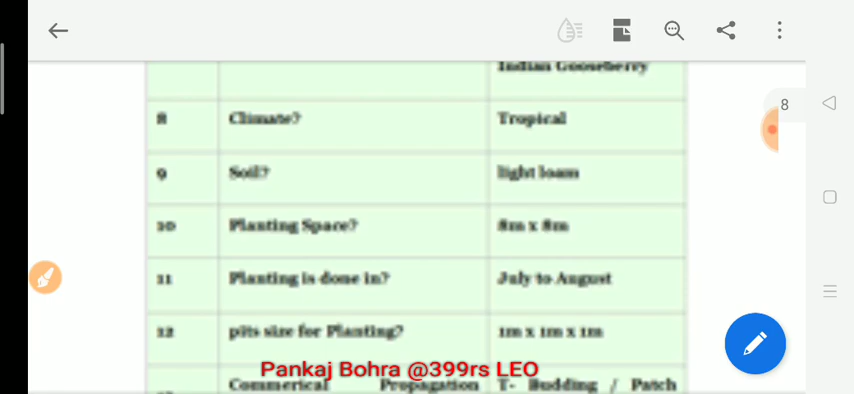 Indian Gooseberry
8
8 Climate? Tropical
9 Soil? light loam
10 Planting Space? 8m x 8m
11 Planting is done in? July to August
12 pits size for Planting? 1m x 1m x 1m
Pankaj Bohra @399rs LEO
Commerical Propagation T- Budding / Patch